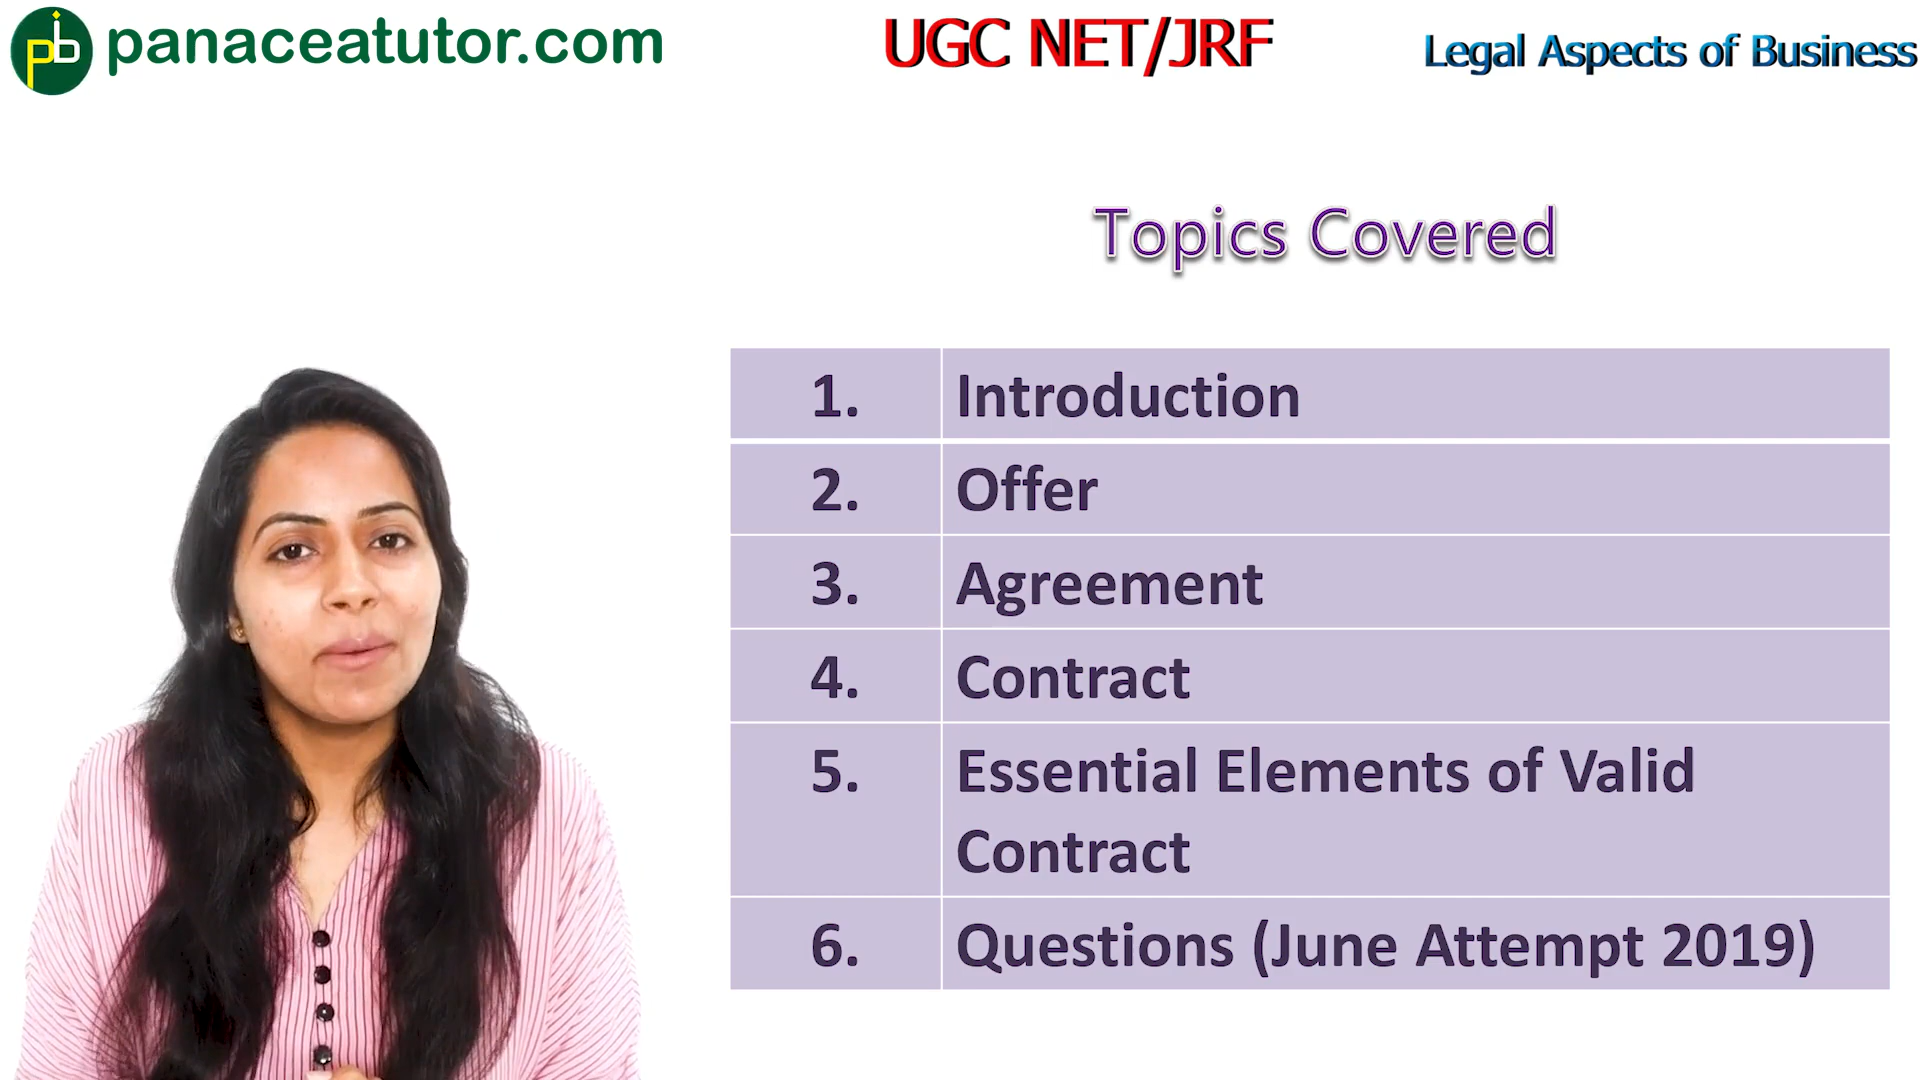 panaceatutor.com
UGC NET/JRF
Legal Aspects of Business
Topics Covered
1. Introduction
2. Offer
3. Agreement
4. Contract
5. Essential Elements of Valid
Contract
6. Questions (June Attempt 2019)